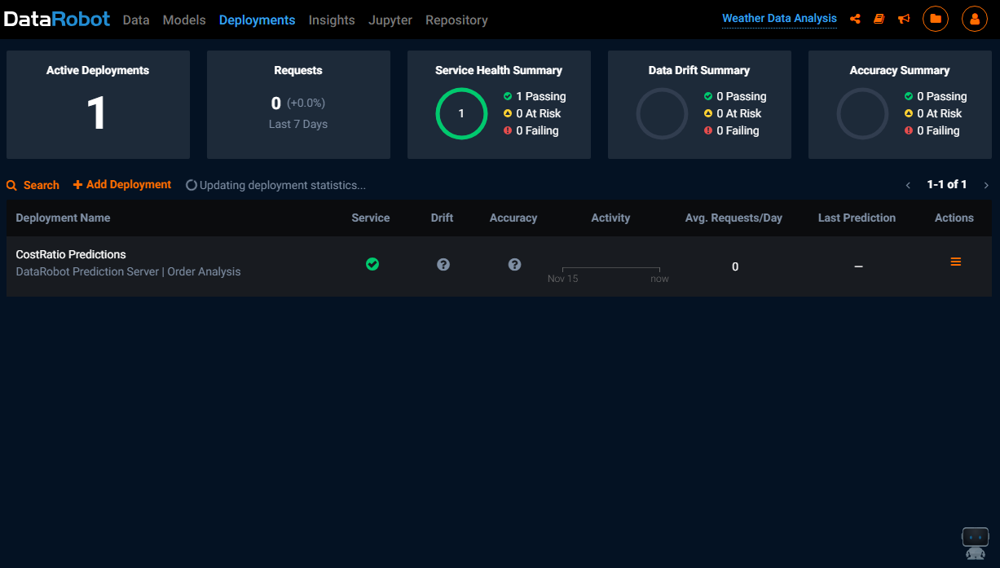 DataRobot Data Models Deployments Insights Jupyter Repository Weather Data Analysis
Active Deployments
1
Requests
0 (+0.0%)
Last 7 Days
Service Health Summary
1
1 Passing
0 At Risk
0 Failing
Data Drift Summary
0 Passing
0 At Risk
0 Failing
Accuracy Summary
0 Passing
0 At Risk
0 Failing
Search + Add Deployment Updating deployment statistics... < 1-1 of 1 >
Deployment Name Service Drift Accuracy Activity Avg. Requests/Day Last Prediction Actions
CostRatio Predictions
DataRobot Prediction Server | Order Analysis
Nov 15 now
0 —